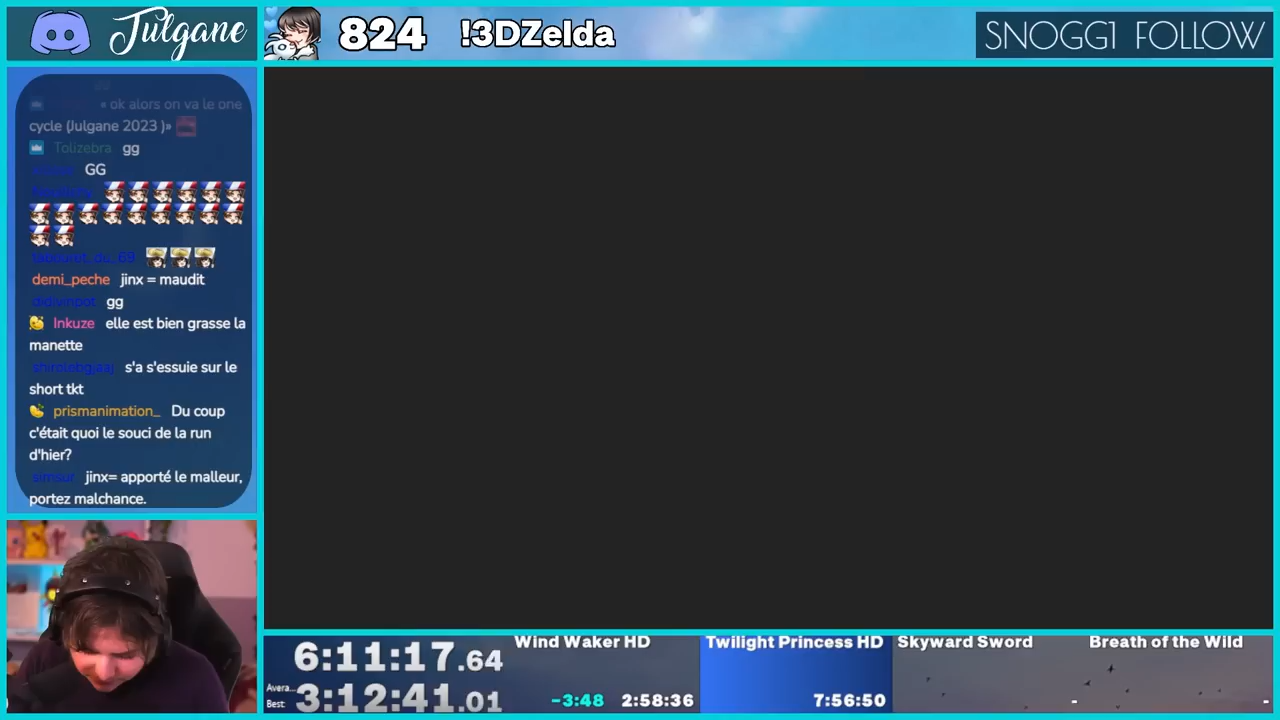 Julgane
824
!3DZelda
SNOGG1 FOLLOW
« ok alors on va le one
cycle (Julgane 2023 )»
Tolizebra gg
GG
demi_peche jinx = maudit
gg
Inkuze elle est bien grasse la
manette
s'a s'essuie sur le
short tkt
prismanimation_ Du coup
c'était quoi le souci de la run
d'hier?
jinx= apporté le malleur,
portez malchance.
6:11:17.64
Avera...
Best: 3:12:41.01
Wind Waker HD
-3:48 2:58:36
Twilight Princess HD
7:56:50
Skyward Sword
-
Breath of the Wild
-